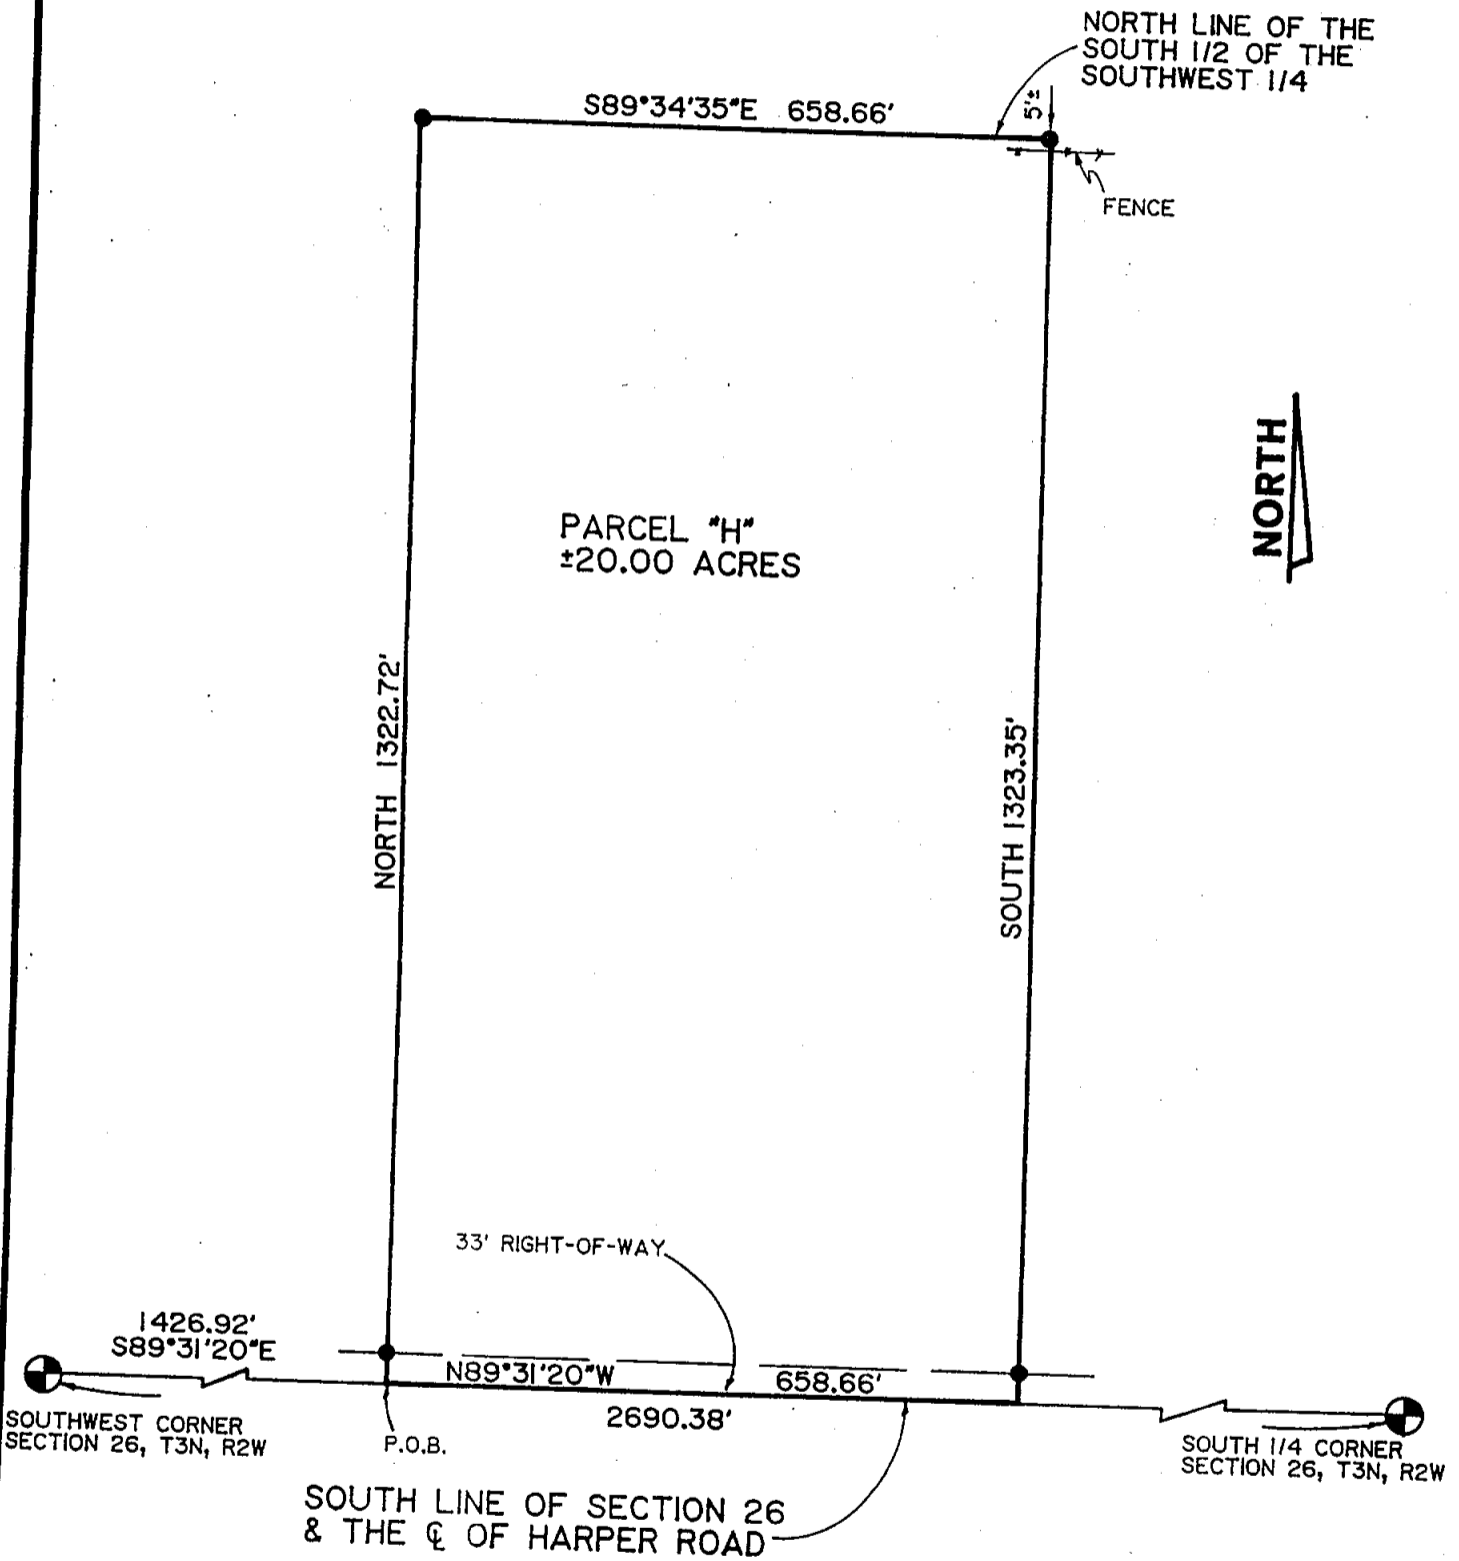 NORTH LINE OF THE
SOUTH 1/2 OF THE
SOUTHWEST 1/4
S89°34'35"E 658.66'
5'±
FENCE
NORTH
PARCEL "H"
±20.00 ACRES
NORTH 1322.72'
SOUTH 1323.35'
33' RIGHT-OF-WAY
1426.92'
S89°31'20"E
N89°31'20"W 658.66'
2690.38'
SOUTHWEST CORNER
SECTION 26, T3N, R2W
P.O.B.
SOUTH 1/4 CORNER
SECTION 26, T3N, R2W
SOUTH LINE OF SECTION 26
& THE ℄ OF HARPER ROAD